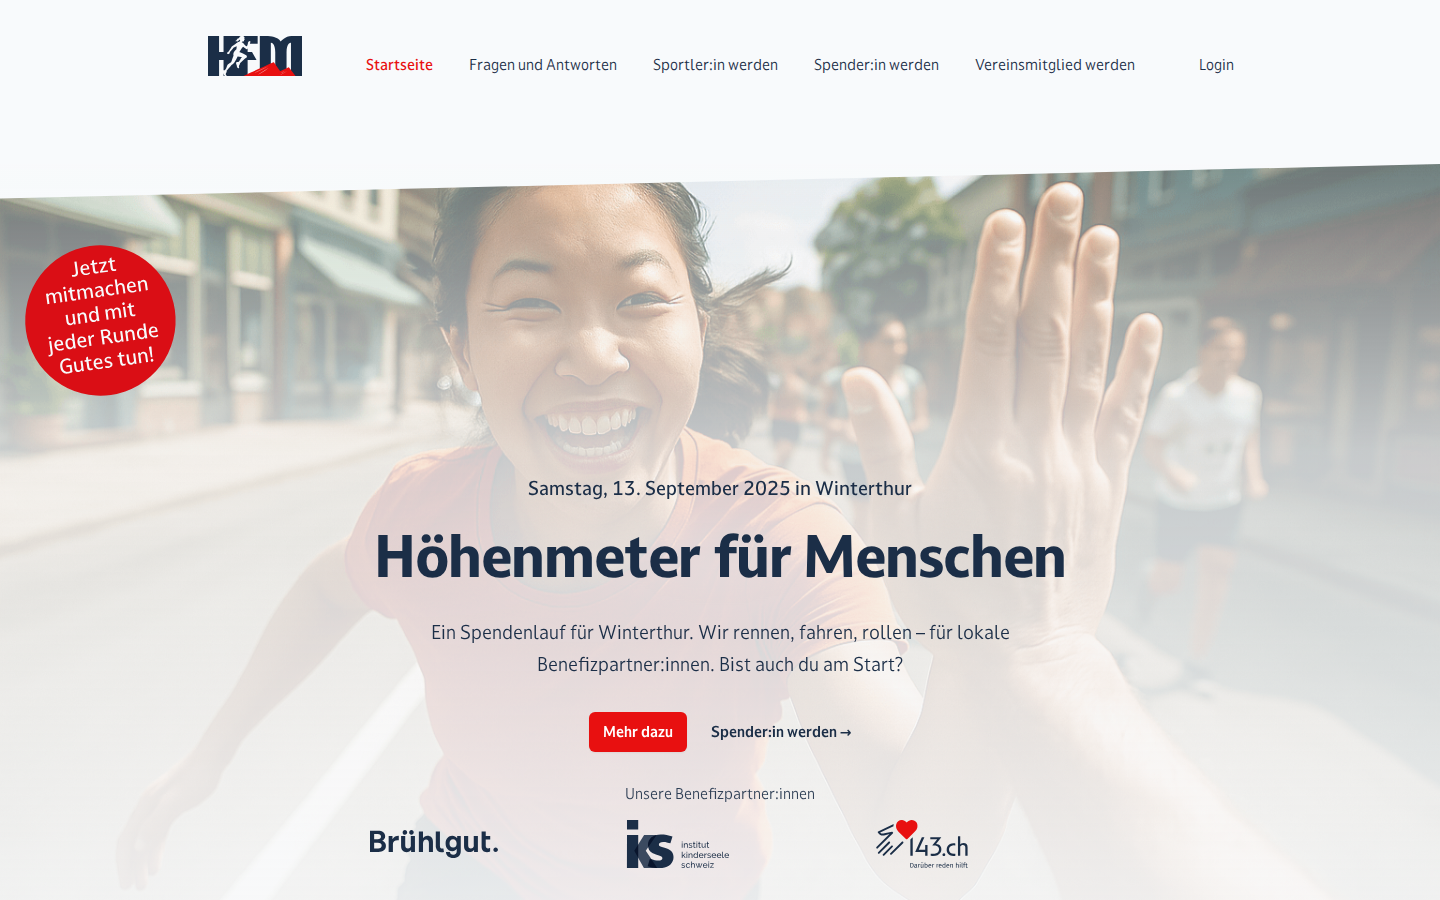 HFM
Startseite
Fragen und Antworten
Sportler:in werden
Spender:in werden
Vereinsmitglied werden
Login
Jetzt
mitmachen
und mit
jeder Runde
Gutes tun!
Samstag, 13. September 2025 in Winterthur
Höhenmeter für Menschen
Ein Spendenlauf für Winterthur. Wir rennen, fahren, rollen – für lokale
Benefizpartner:innen. Bist auch du am Start?
Mehr dazu
Spender:in werden →
Unsere Benefizpartner:innen
Brühlgut.
iks
institut
kinderseele
schweiz
143.ch
Darüber reden hilft